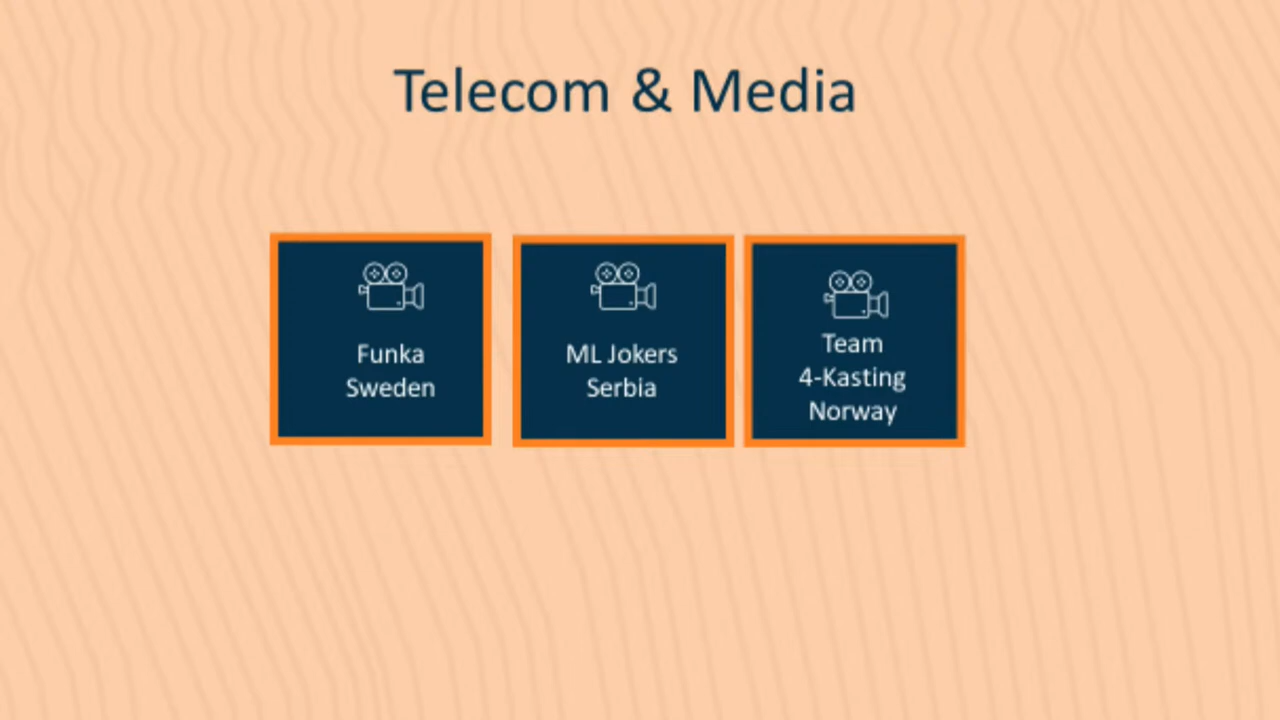 Telecom & Media
Funka
Sweden
ML Jokers
Serbia
Team
4-Kasting
Norway